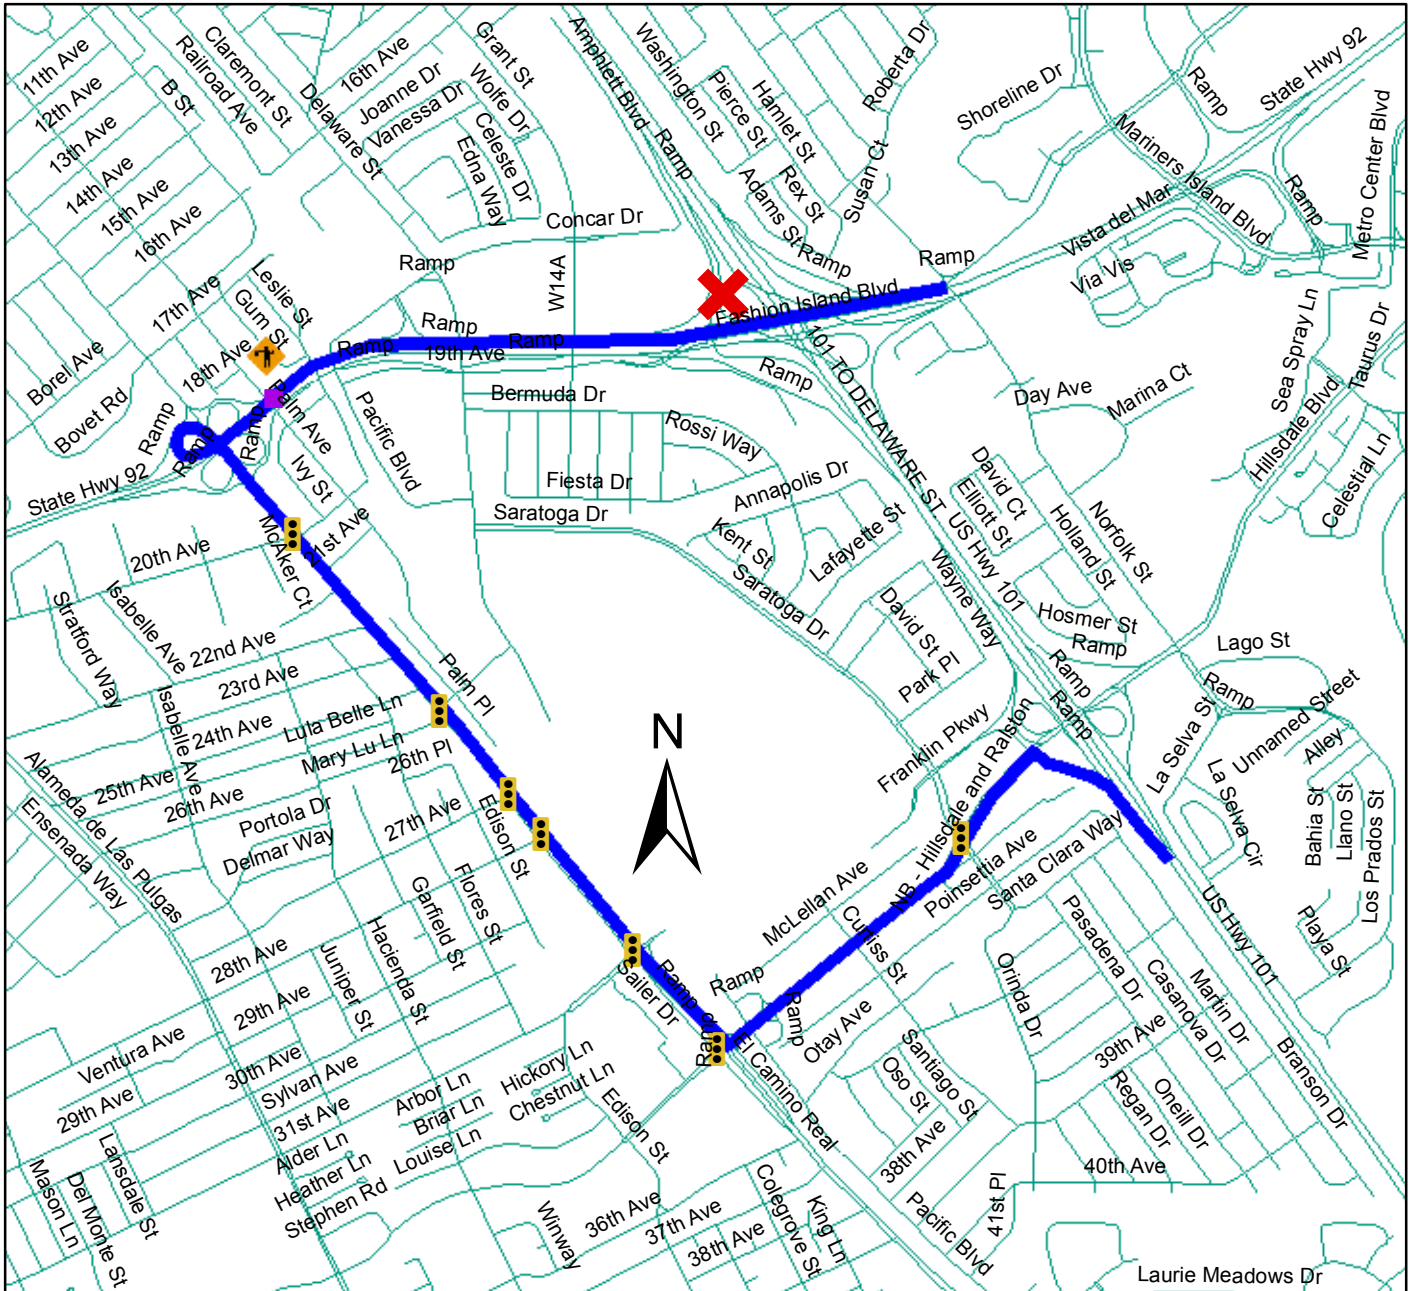 11th Ave
12th Ave
13th Ave
14th Ave
15th Ave
16th Ave
B St
Railroad Ave
Claremont St
Delaware St
16th Ave
Joanne Dr
Vanessa Dr
Grant St
Wolfe Dr
Celeste Dr
Edna Way
Concar Dr
W14A
Amphlett Blvd
Ramp
Washington St
Pierce St
Hamlet St
Rex St
Adams St
Ramp
Susan Ct
Roberta Dr
Shoreline Dr
Ramp
State Hwy 92
Mariners Island Blvd
Ramp
Metro Center Blvd
Vista del Mar
Via Vis
Ramp
Fashion Island Blvd
Ramp
Ramp
Ramp
Ramp
19th Ave
Ramp
Leslie St
Gum St
17th Ave
18th Ave
Palm Ave
Borel Ave
Bovet Rd
Ramp
Ramp
Ramp
State Hwy 92
Ivy St
Pacific Blvd
Bermuda Dr
Rossi Way
Fiesta Dr
Saratoga Dr
Annapolis Dr
Kent St
Lafayette St
Saratoga Dr
101 TO DELAWARE ST.
US Hwy 101
Wayne Way
David St
Park Pl
Franklin Pkwy
Day Ave
Marina Ct
Sea Spray Ln
Taurus Dr
Hillsdale Blvd
Celestial Ln
David Ct
Elliott St
Holland St
Norfolk St
Hosmer St
Ramp
Ramp
Ramp
Lago St
Ramp
Unnamed Street
Alley
La Selva St
La Selva Cir
Bahia St
Llano St
Los Prados St
Playa St
20th Ave
McAker Ct
21st Ave
Stratford Way
Isabelle Ave
22nd Ave
23rd Ave
24th Ave
Isabelle Ave
25th Ave
26th Ave
Lula Belle Ln
Mary Lu Ln
26th Pl
Palm Pl
Portola Dr
Delmar Way
27th Ave
Edison St
Flores St
Garfield St
Hacienda St
Juniper St
Alameda de Las Pulgas
Ensenada Way
28th Ave
29th Ave
30th Ave
Sylvan Ave
31st Ave
Ventura Ave
29th Ave
Lansdale St
Del Monte St
Mason Ln
Alder Ln
Heather Ln
Stephen Rd
Arbor Ln
Briar Ln
Louise Ln
Hickory Ln
Chestnut Ln
Edison St
Winway
36th Ave
37th Ave
38th Ave
Colegrove St
King Ln
Sailer Dr
Ramp
Ramp
Ramp
Ramp
El Camino Real
N
McLellan Ave
Curtiss St
NB - Hillsdale and Ralston
Poinsettia Ave
Santa Clara Way
Otay Ave
Oso St
Santiago St
38th Ave
Orinda Dr
Pasadena Dr
Casanova Dr
Martin Dr
39th Ave
Regan Dr
Oneill Dr
40th Ave
41st Pl
Pacific Blvd
US Hwy 101
Branson Dr
Laurie Meadows Dr